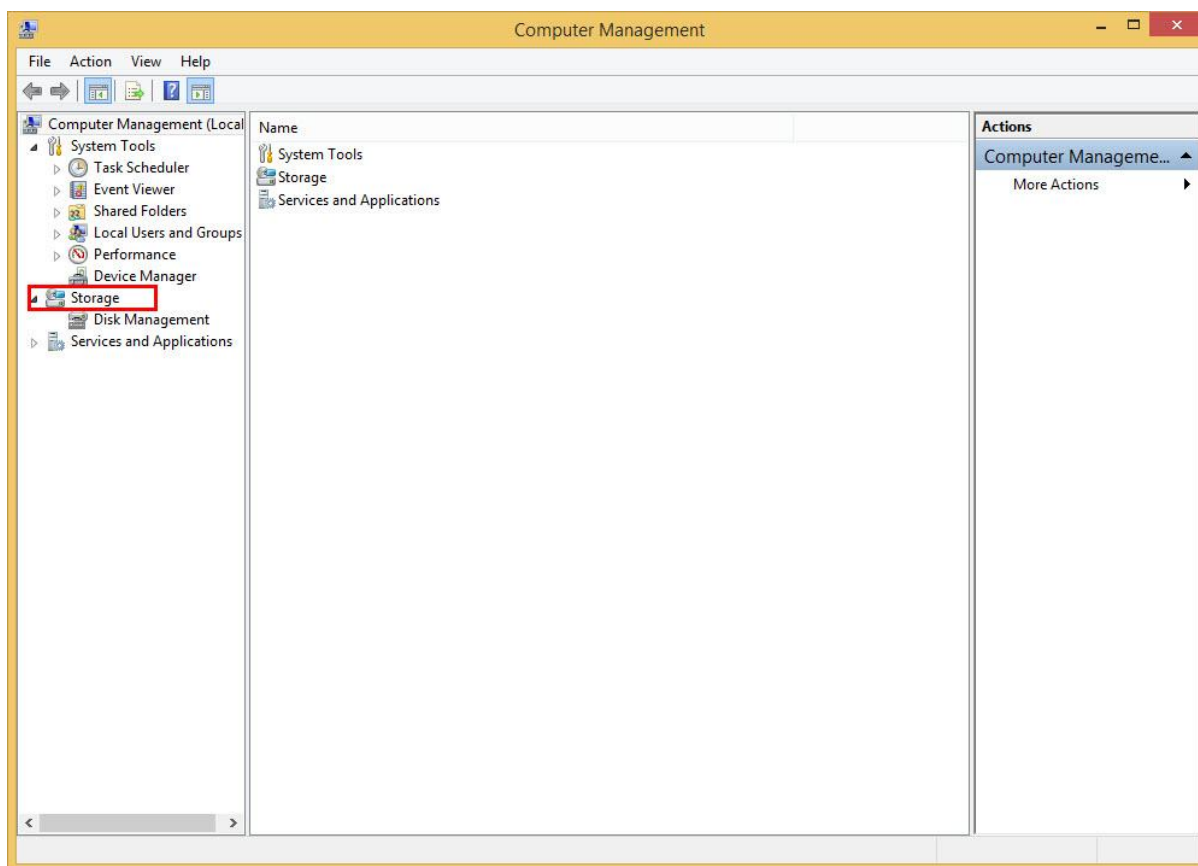 Computer Management
File Action View Help
Computer Management (Local
System Tools
Task Scheduler
Event Viewer
Shared Folders
Local Users and Groups
Performance
Device Manager
Storage
Disk Management
Services and Applications
Name
System Tools
Storage
Services and Applications
Actions
Computer Manageme...
More Actions